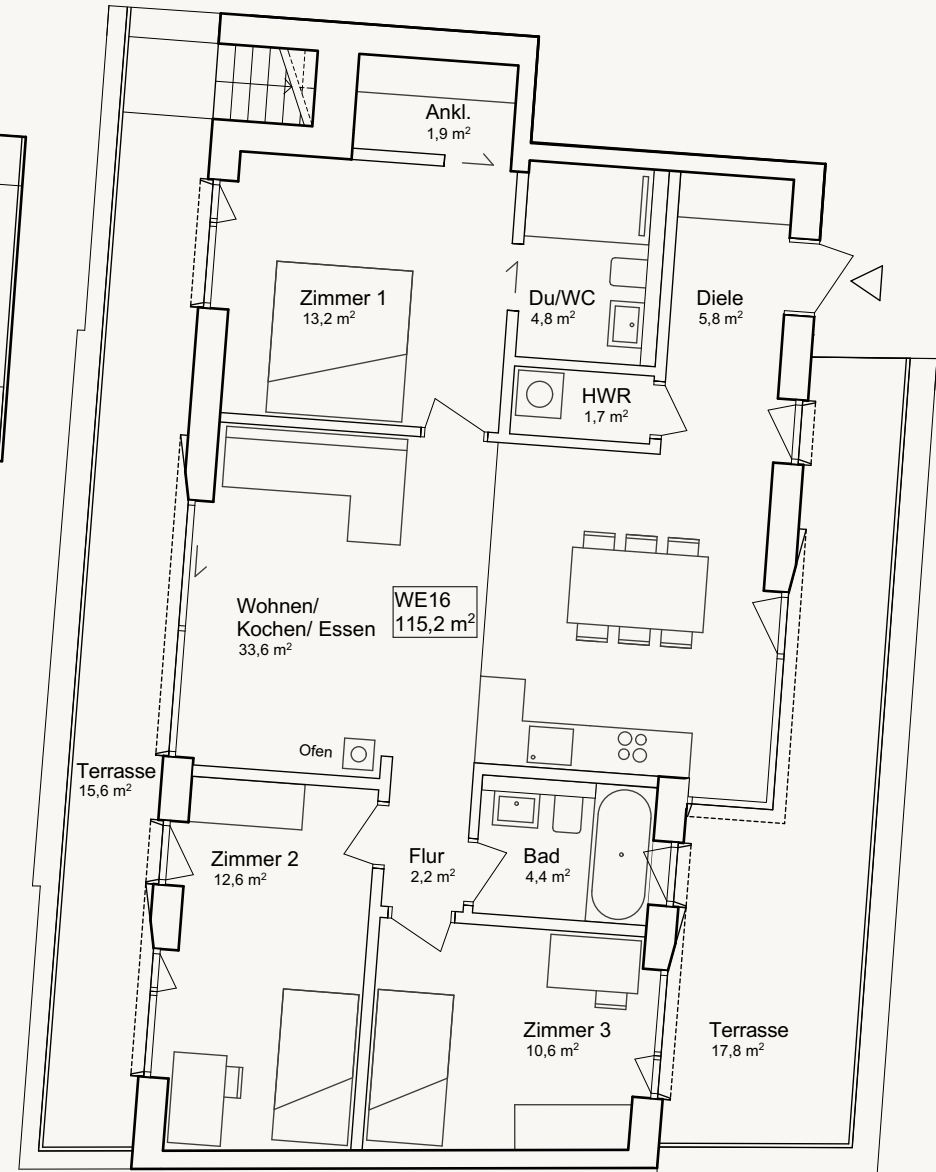 Ankl.
1,9 m²
Zimmer 1
13,2 m²
Du/WC
4,8 m²
Diele
5,8 m²
HWR
1,7 m²
Wohnen/
Kochen/ Essen
33,6 m²
WE16
115,2 m²
Ofen
Terrasse
15,6 m²
Zimmer 2
12,6 m²
Flur
2,2 m²
Bad
4,4 m²
Zimmer 3
10,6 m²
Terrasse
17,8 m²